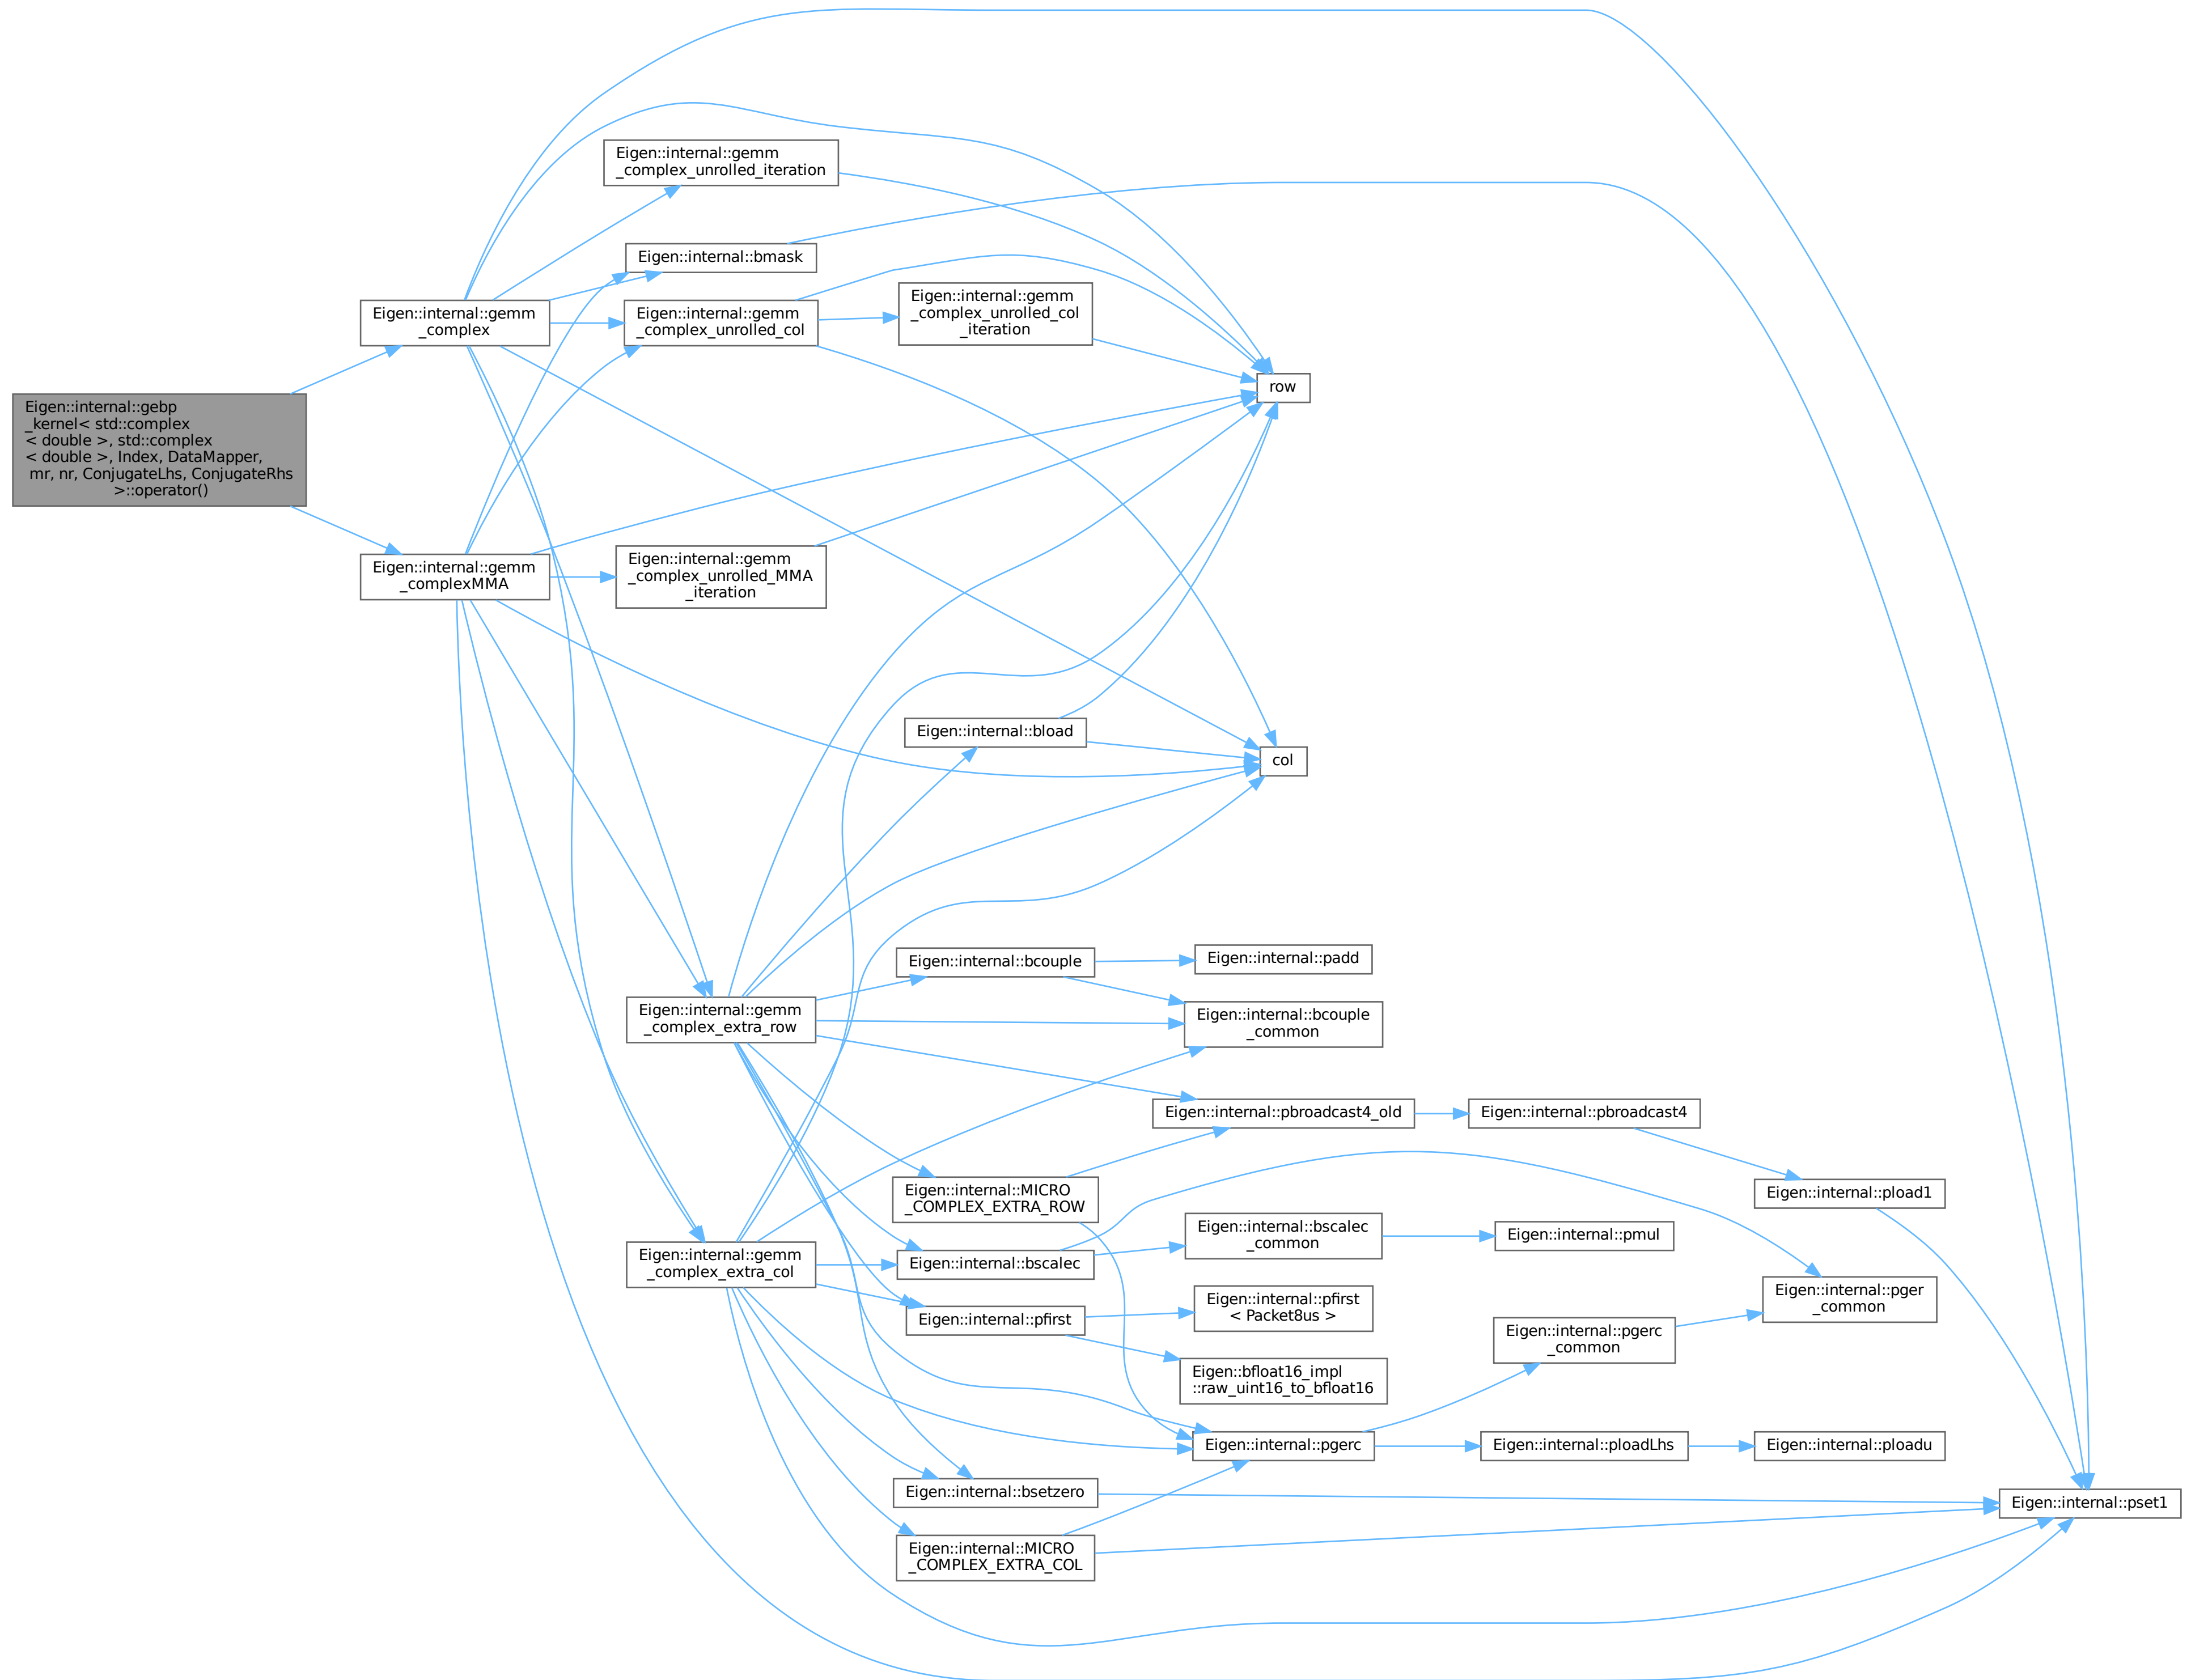 Eigen::internal::gebp
_kernel< std::complex
< double >, std::complex
< double >, Index, DataMapper,
mr, nr, ConjugateLhs, ConjugateRhs
>::operator()
Eigen::internal::gemm
_complex
Eigen::internal::gemm
_complexMMA
Eigen::internal::gemm
_complex_unrolled_iteration
Eigen::internal::bmask
Eigen::internal::gemm
_complex_unrolled_col
Eigen::internal::gemm
_complex_unrolled_col
_iteration
row
Eigen::internal::gemm
_complex_unrolled_MMA
_iteration
Eigen::internal::bload
col
Eigen::internal::gemm
_complex_extra_row
Eigen::internal::bcouple
Eigen::internal::padd
Eigen::internal::bcouple
_common
Eigen::internal::pbroadcast4_old
Eigen::internal::pbroadcast4
Eigen::internal::pload1
Eigen::internal::MICRO
_COMPLEX_EXTRA_ROW
Eigen::internal::gemm
_complex_extra_col
Eigen::internal::bscalec
Eigen::internal::bscalec
_common
Eigen::internal::pmul
Eigen::internal::pger
_common
Eigen::internal::pfirst
Eigen::internal::pfirst
< Packet8us >
Eigen::bfloat16_impl
::raw_uint16_to_bfloat16
Eigen::internal::pgerc
_common
Eigen::internal::pgerc
Eigen::internal::ploadLhs
Eigen::internal::ploadu
Eigen::internal::bsetzero
Eigen::internal::pset1
Eigen::internal::MICRO
_COMPLEX_EXTRA_COL